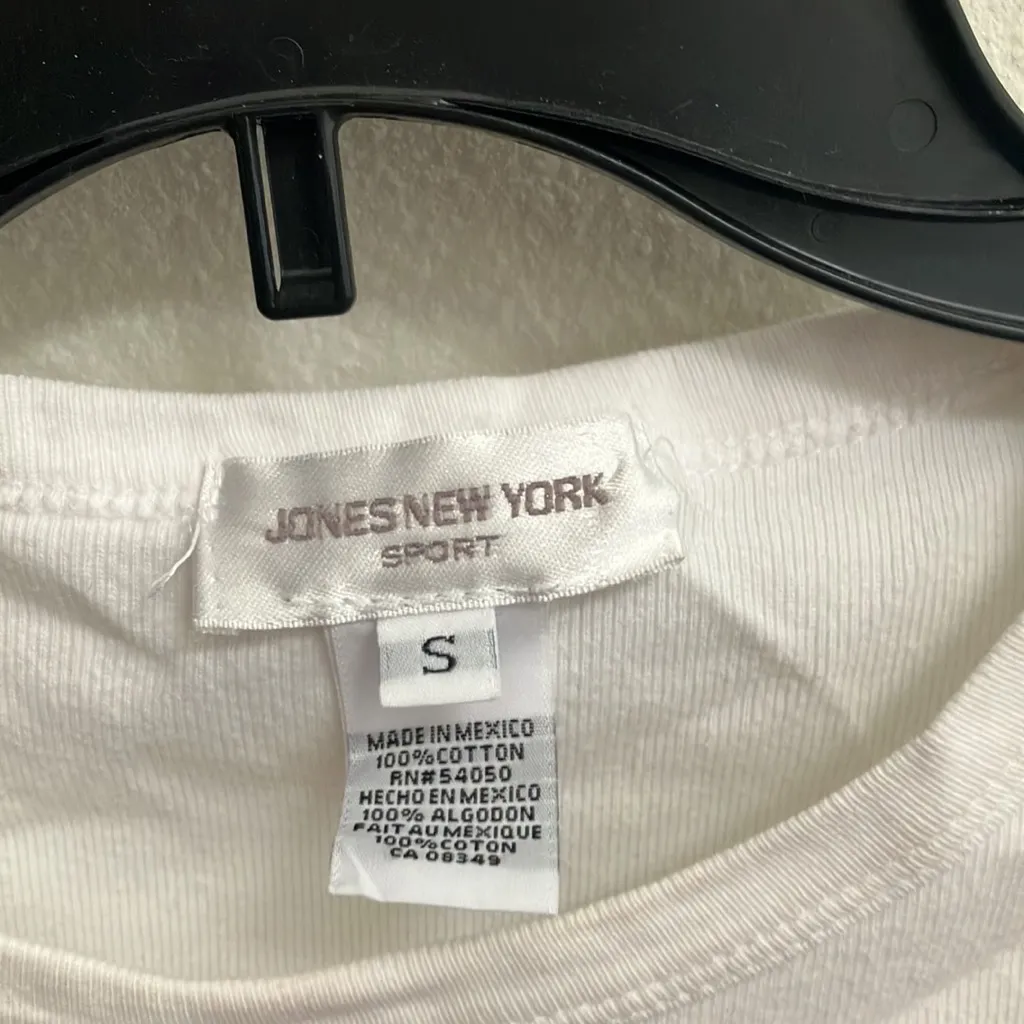 JONES NEW YORK
SPORT
S
MADE IN MEXICO
100% COTTON
RN#54050
HECHO EN MEXICO
100% ALGODON
FAIT AU MEXIQUE
100% COTON
CA 08349